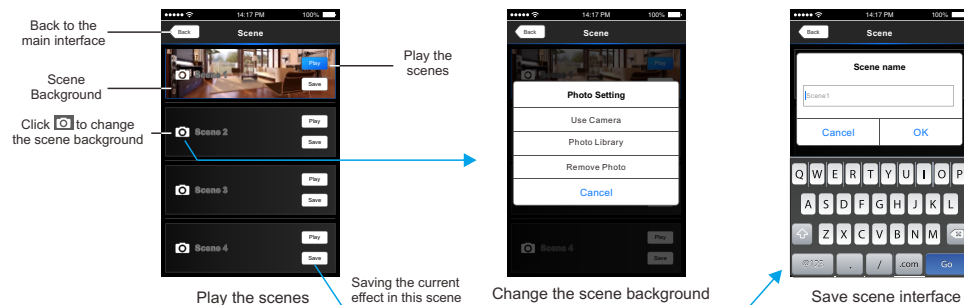 Back to the
main interface
Scene
Background
Click to change
the scene background
14:17 PM
100%
Back
Scene
Scene 1
Play
Save
Scene 2
Play
Save
Scene 3
Play
Save
Scene 4
Play
Save
Play the
scenes
Saving the current
effect in this scene
Play the scenes
14:17 PM
100%
Back
Scene
Play
Save
Photo Setting
Use Camera
Photo Library
Remove Photo
Cancel
Scene 4
Play
Save
Change the scene background
14:17 PM
100%
Back
Scene
Scene name
Scene1
Cancel
OK
Q W E R T Y U I O P
A S D F G H J K L
Z X C V B N M
@123 . / .com Go
Save scene interface